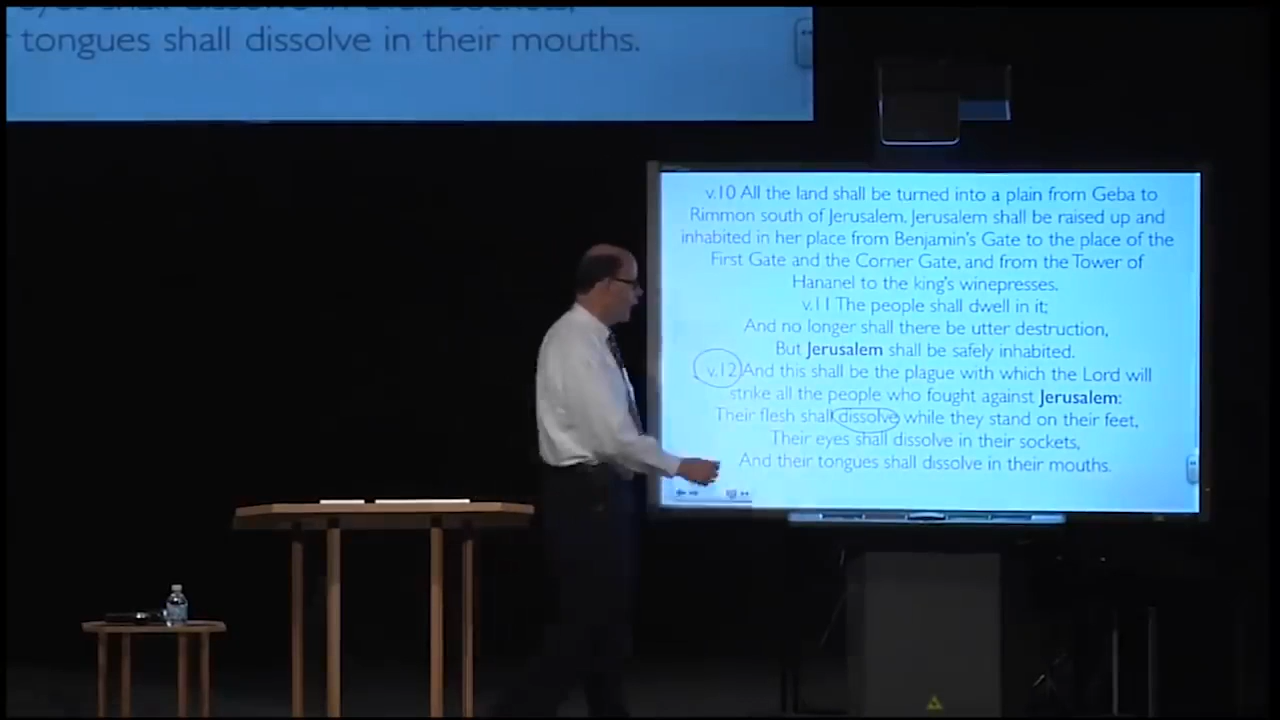 tongues shall dissolve in their mouths.
v.10 All the land shall be turned into a plain from Geba to
Rimmon south of Jerusalem. Jerusalem shall be raised up and
inhabited in her place from Benjamin's Gate to the place of the
First Gate and the Corner Gate, and from the Tower of
Hananel to the king's winepresses.
v.11 The people shall dwell in it;
And no longer shall there be utter destruction,
But Jerusalem shall be safely inhabited.
v.12 And this shall be the plague with which the Lord will
strike all the people who fought against Jerusalem:
Their flesh shall dissolve while they stand on their feet,
Their eyes shall dissolve in their sockets,
And their tongues shall dissolve in their mouths.